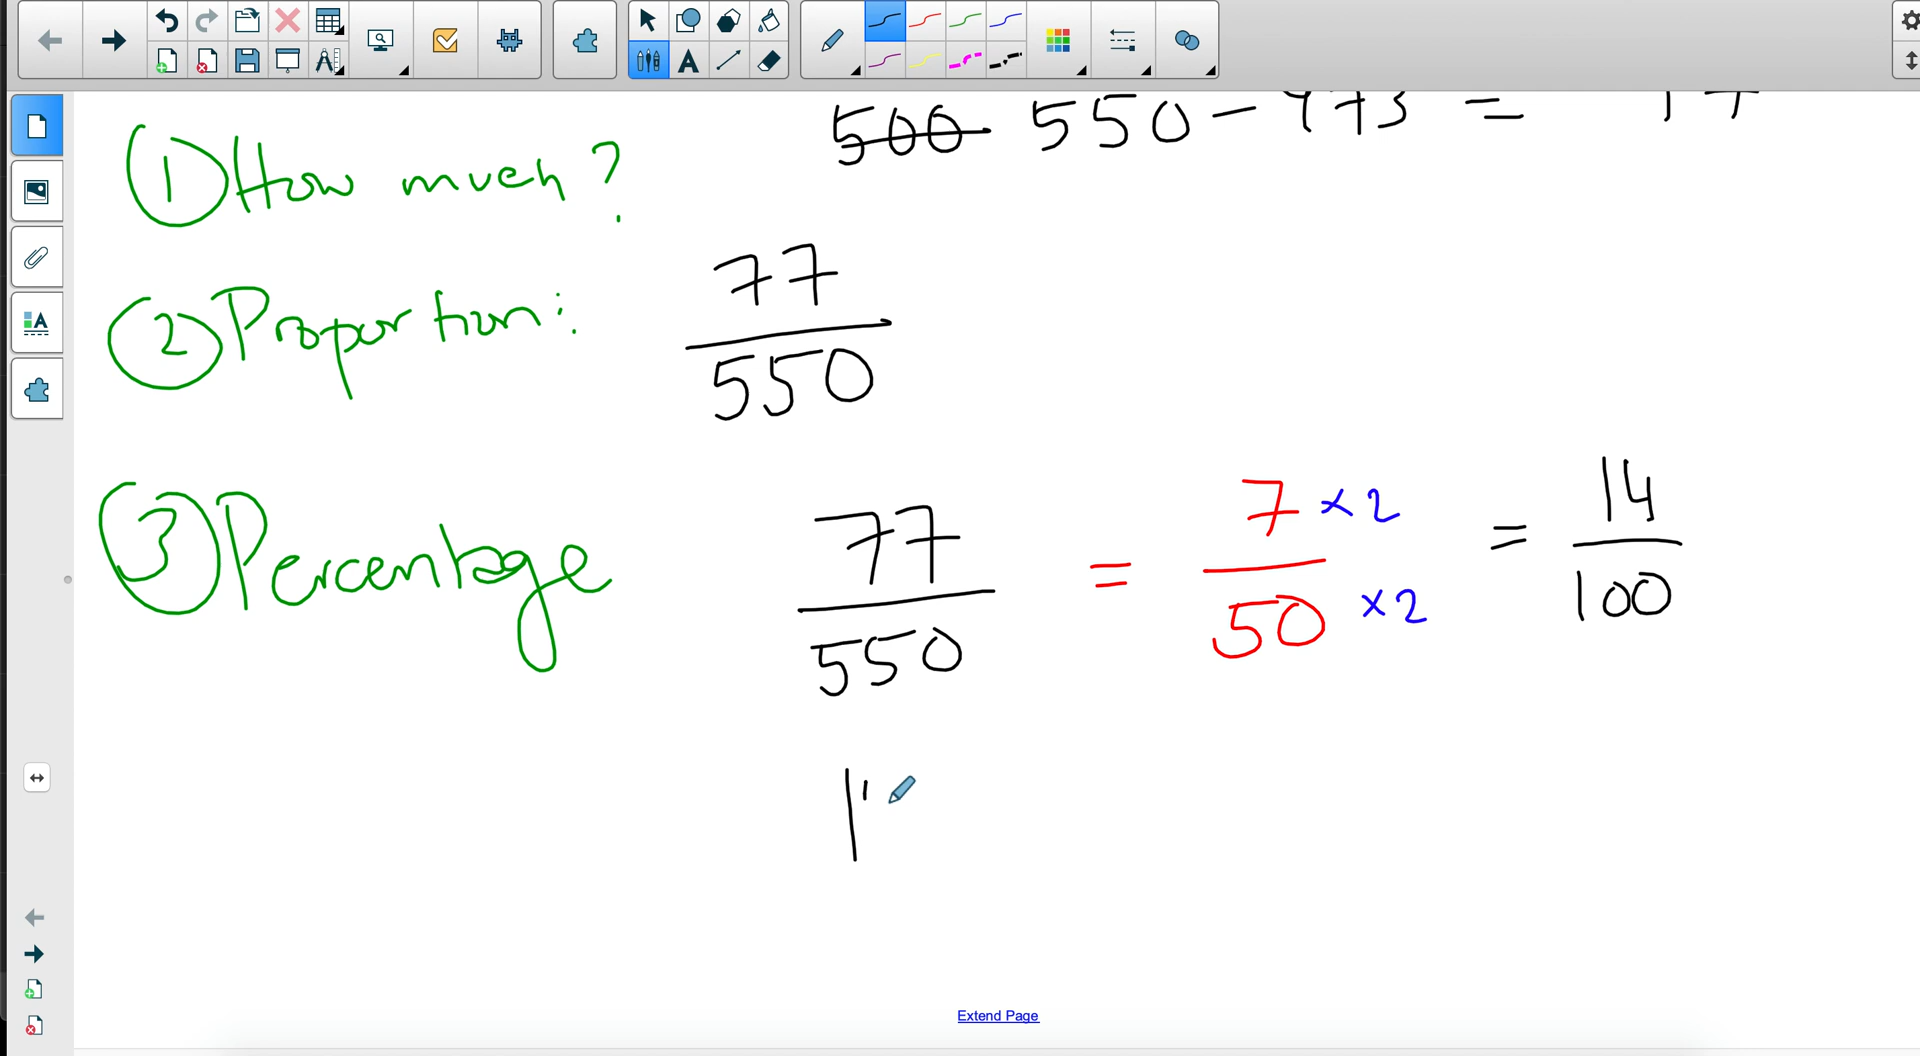 500 550 - 473 = 77
① How much?
② Proportion: 77/550
③ Percentage 77/550 = 7 ×2/50 ×2 = 14/100
Extend Page